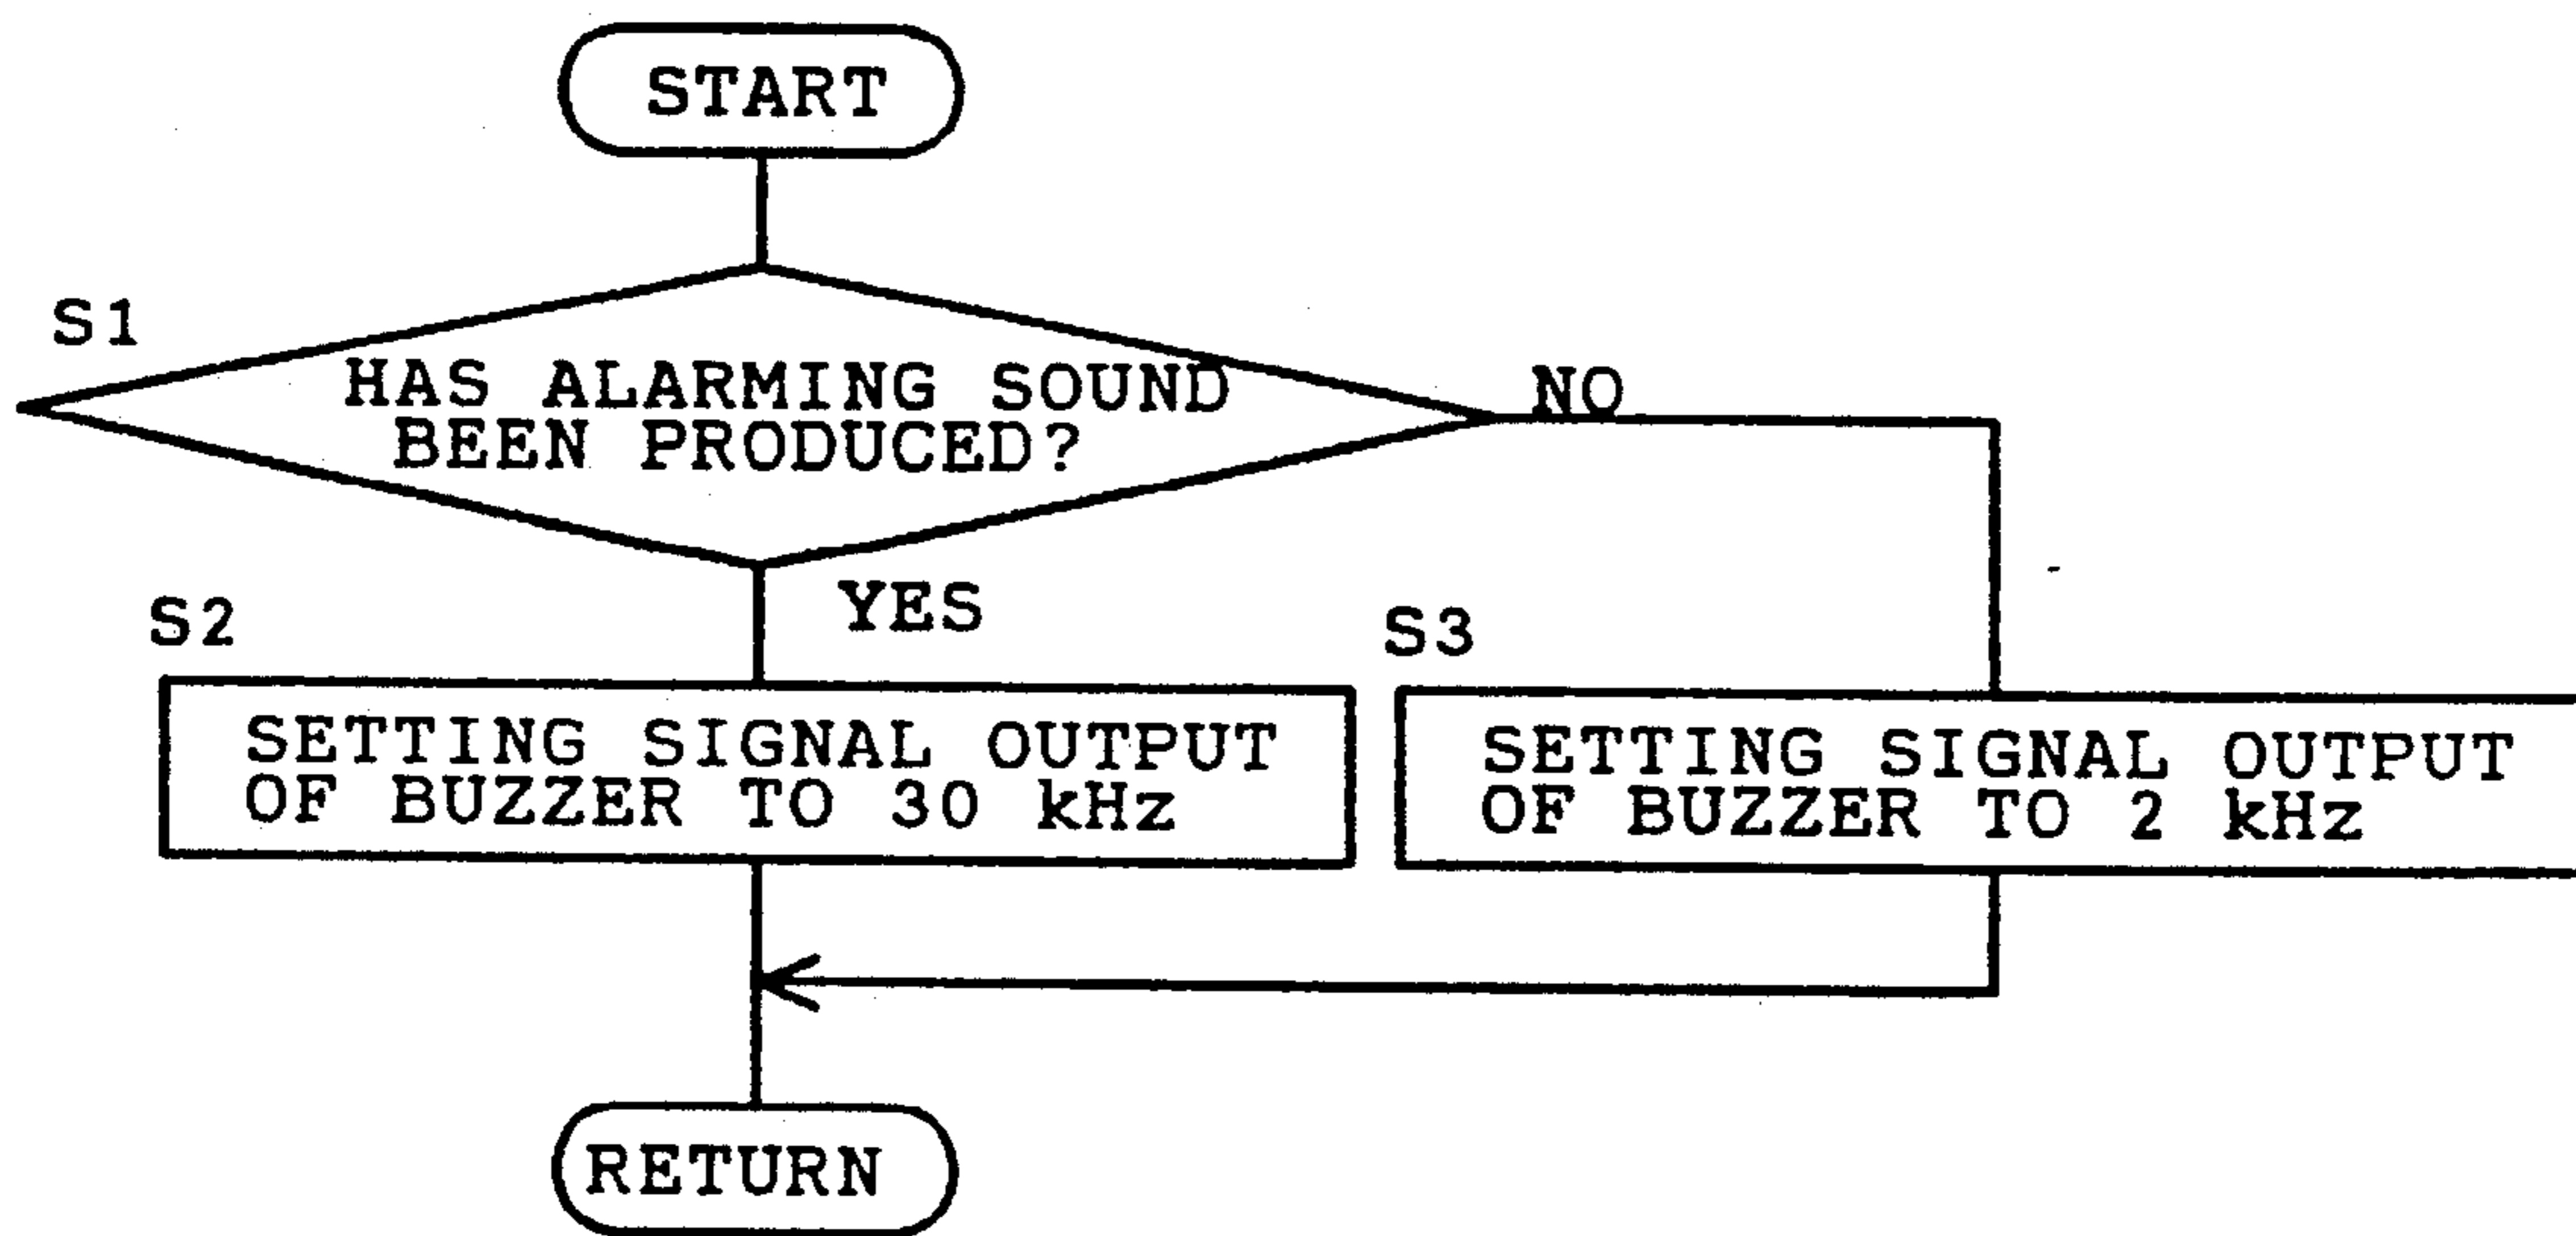 START
S1
HAS ALARMING SOUND
BEEN PRODUCED?
NO
YES
S2
SETTING SIGNAL OUTPUT
OF BUZZER TO 30 kHz
S3
SETTING SIGNAL OUTPUT
OF BUZZER TO 2 kHz
RETURN